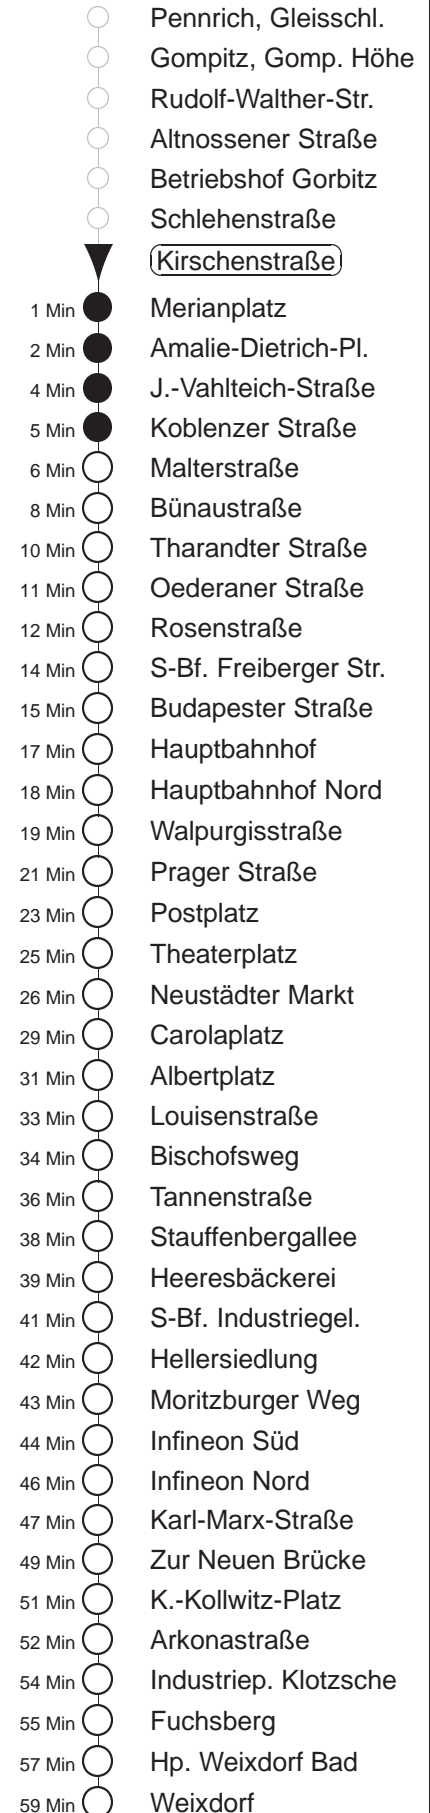 Pennrich, Gleisschl.
Gompitz, Gomp. Höhe
Rudolf-Walther-Str.
Altnossener Straße
Betriebshof Gorbitz
Schlehenstraße
Kirschenstraße
1 Min Merianplatz
2 Min Amalie-Dietrich-Pl.
4 Min J.-Vahlteich-Straße
5 Min Koblenzer Straße
6 Min Malterstraße
8 Min Bünaustraße
10 Min Tharandter Straße
11 Min Oederaner Straße
12 Min Rosenstraße
14 Min S-Bf. Freiberger Str.
15 Min Budapester Straße
17 Min Hauptbahnhof
18 Min Hauptbahnhof Nord
19 Min Walpurgisstraße
21 Min Prager Straße
23 Min Postplatz
25 Min Theaterplatz
26 Min Neustädter Markt
29 Min Carolaplatz
31 Min Albertplatz
33 Min Louisenstraße
34 Min Bischofsweg
36 Min Tannenstraße
38 Min Stauffenbergallee
39 Min Heeresbäckerei
41 Min S-Bf. Industriegel.
42 Min Hellersiedlung
43 Min Moritzburger Weg
44 Min Infineon Süd
46 Min Infineon Nord
47 Min Karl-Marx-Straße
49 Min Zur Neuen Brücke
51 Min K.-Kollwitz-Platz
52 Min Arkonastraße
54 Min Industriep. Klotzsche
55 Min Fuchsberg
57 Min Hp. Weixdorf Bad
59 Min Weixdorf